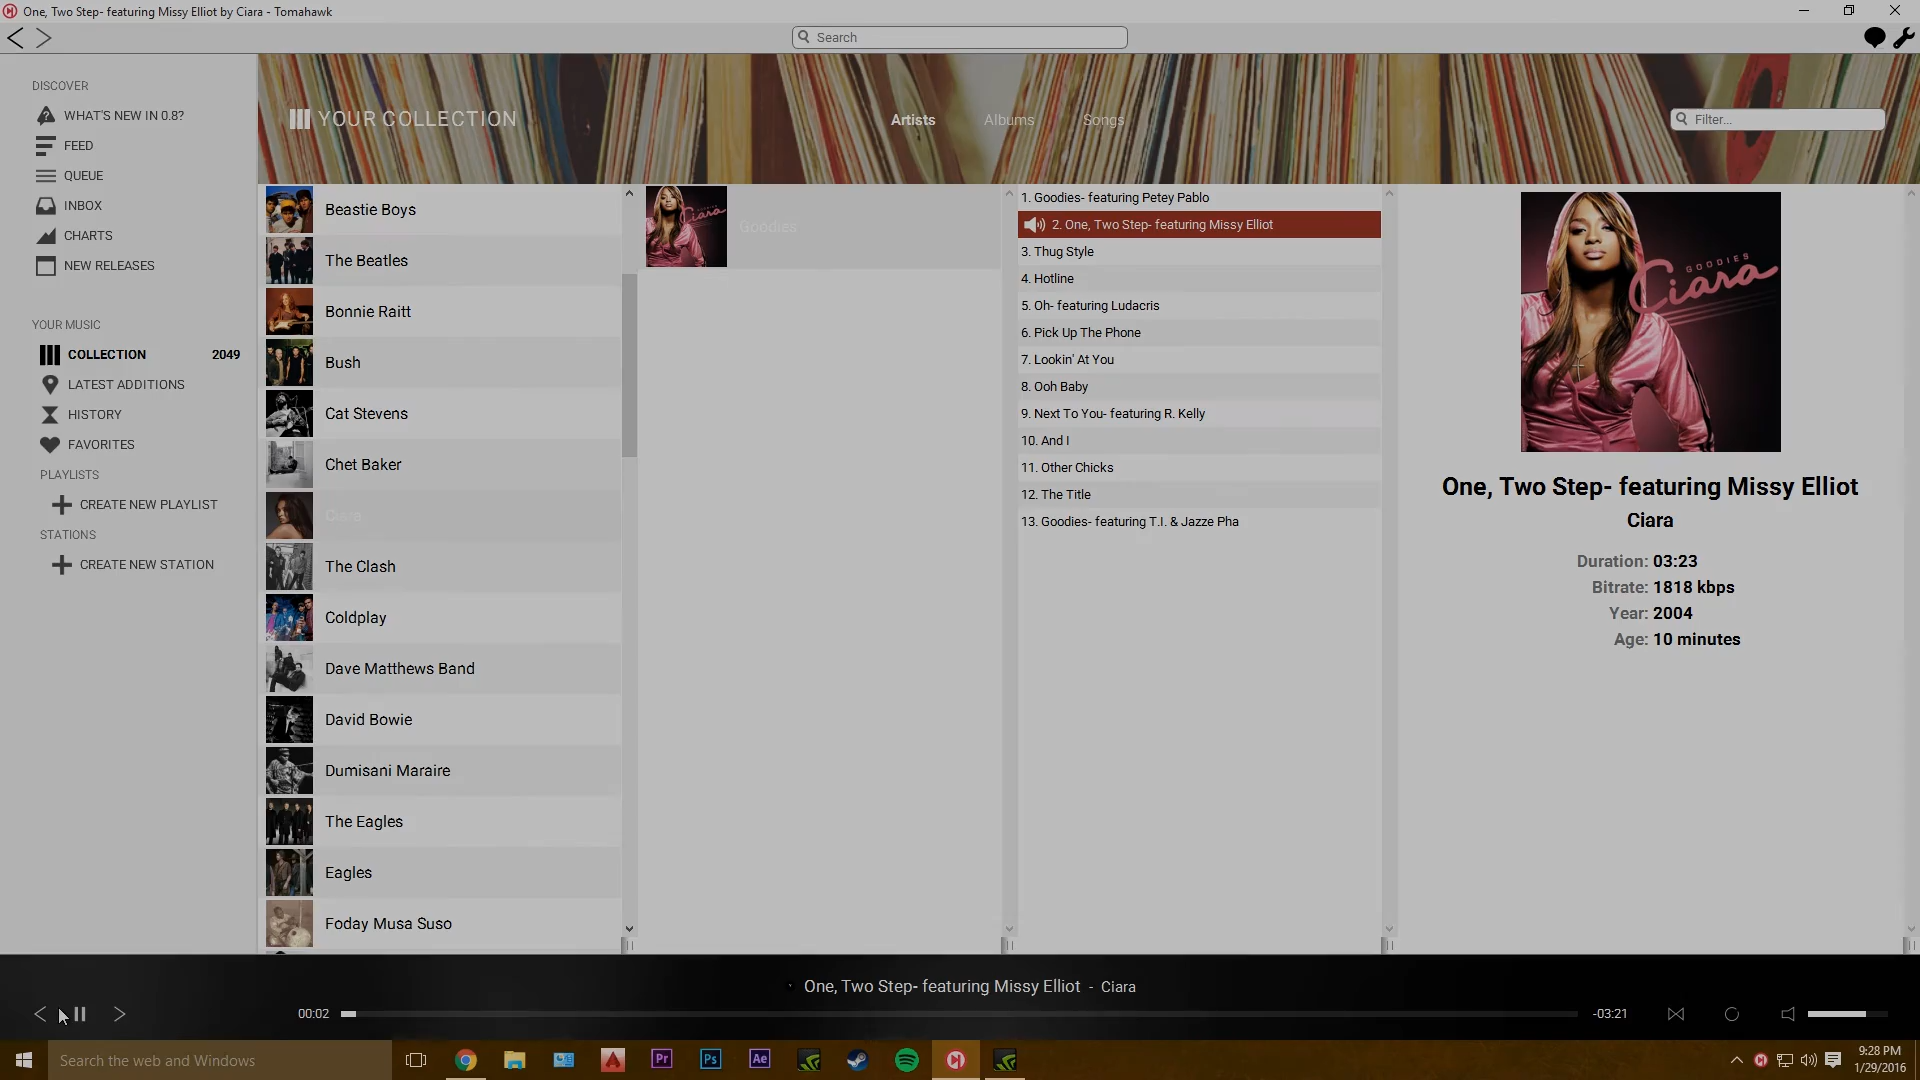 One, Two Step- featuring Missy Elliot by Ciara - Tomahawk
Search
DISCOVER
WHAT'S NEW IN 0.8?
FEED
QUEUE
INBOX
CHARTS
NEW RELEASES
YOUR MUSIC
COLLECTION 2049
LATEST ADDITIONS
HISTORY
FAVORITES
PLAYLISTS
CREATE NEW PLAYLIST
STATIONS
CREATE NEW STATION
YOUR COLLECTION
Artists Albums Songs
Filter...
Beastie Boys
The Beatles
Bonnie Raitt
Bush
Cat Stevens
Chet Baker
Ciara
The Clash
Coldplay
Dave Matthews Band
David Bowie
Dumisani Maraire
The Eagles
Eagles
Foday Musa Suso
Ciara
Goodies
1. Goodies- featuring Petey Pablo
2. One, Two Step- featuring Missy Elliot
3. Thug Style
4. Hotline
5. Oh- featuring Ludacris
6. Pick Up The Phone
7. Lookin' At You
8. Ooh Baby
9. Next To You- featuring R. Kelly
10. And I
11. Other Chicks
12. The Title
13. Goodies- featuring T.I. & Jazze Pha
GOODIES
Ciara
One, Two Step- featuring Missy Elliot
Ciara
Duration: 03:23
Bitrate: 1818 kbps
Year: 2004
Age: 10 minutes
One, Two Step- featuring Missy Elliot - Ciara
00:02
-03:21
Search the web and Windows
Pr
Ps
Ae
9:28 PM
1/29/2016